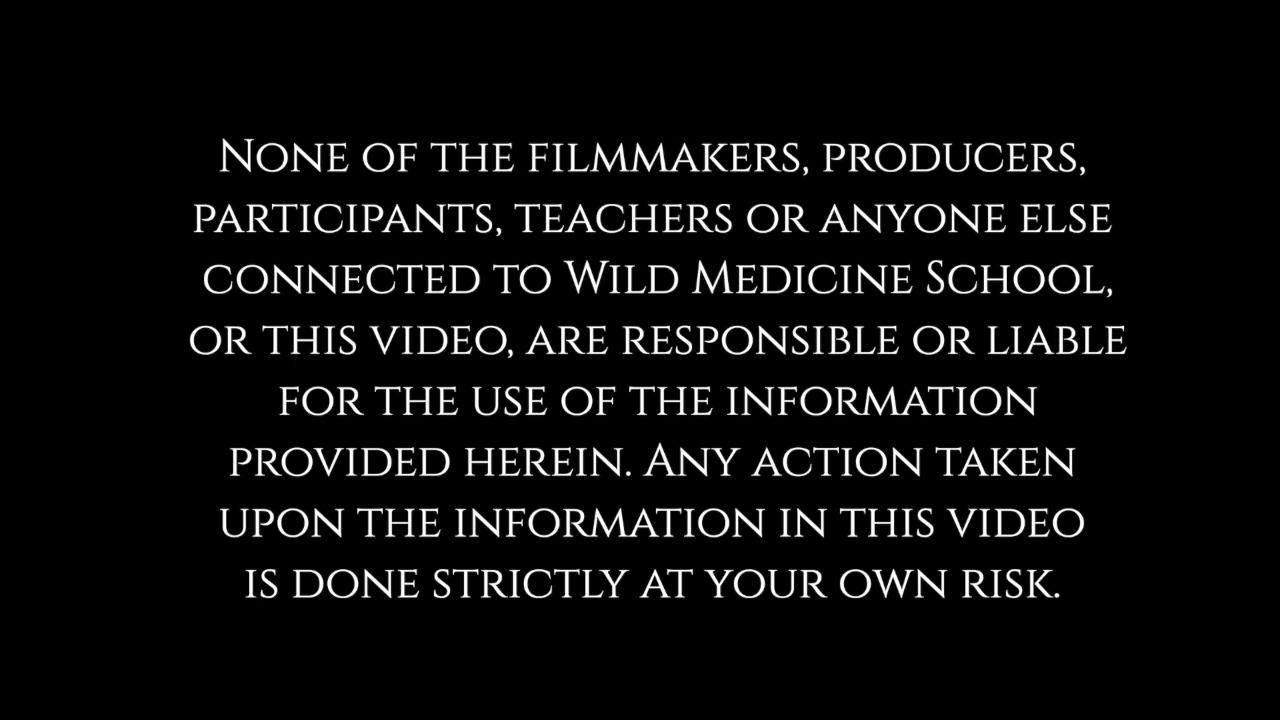 None of the filmmakers, producers,
participants, teachers or anyone else
connected to Wild Medicine School,
or this video, are responsible or liable
for the use of the information
provided herein. Any action taken
upon the information in this video
is done strictly at your own risk.